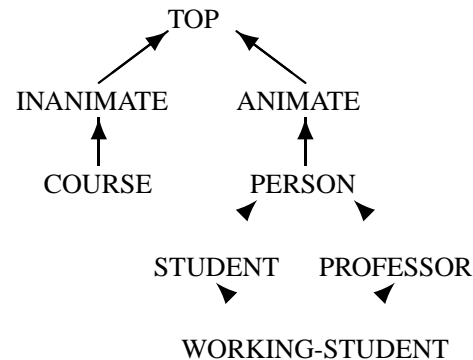 TOP
INANIMATE ANIMATE
COURSE PERSON
STUDENT PROFESSOR
WORKING-STUDENT